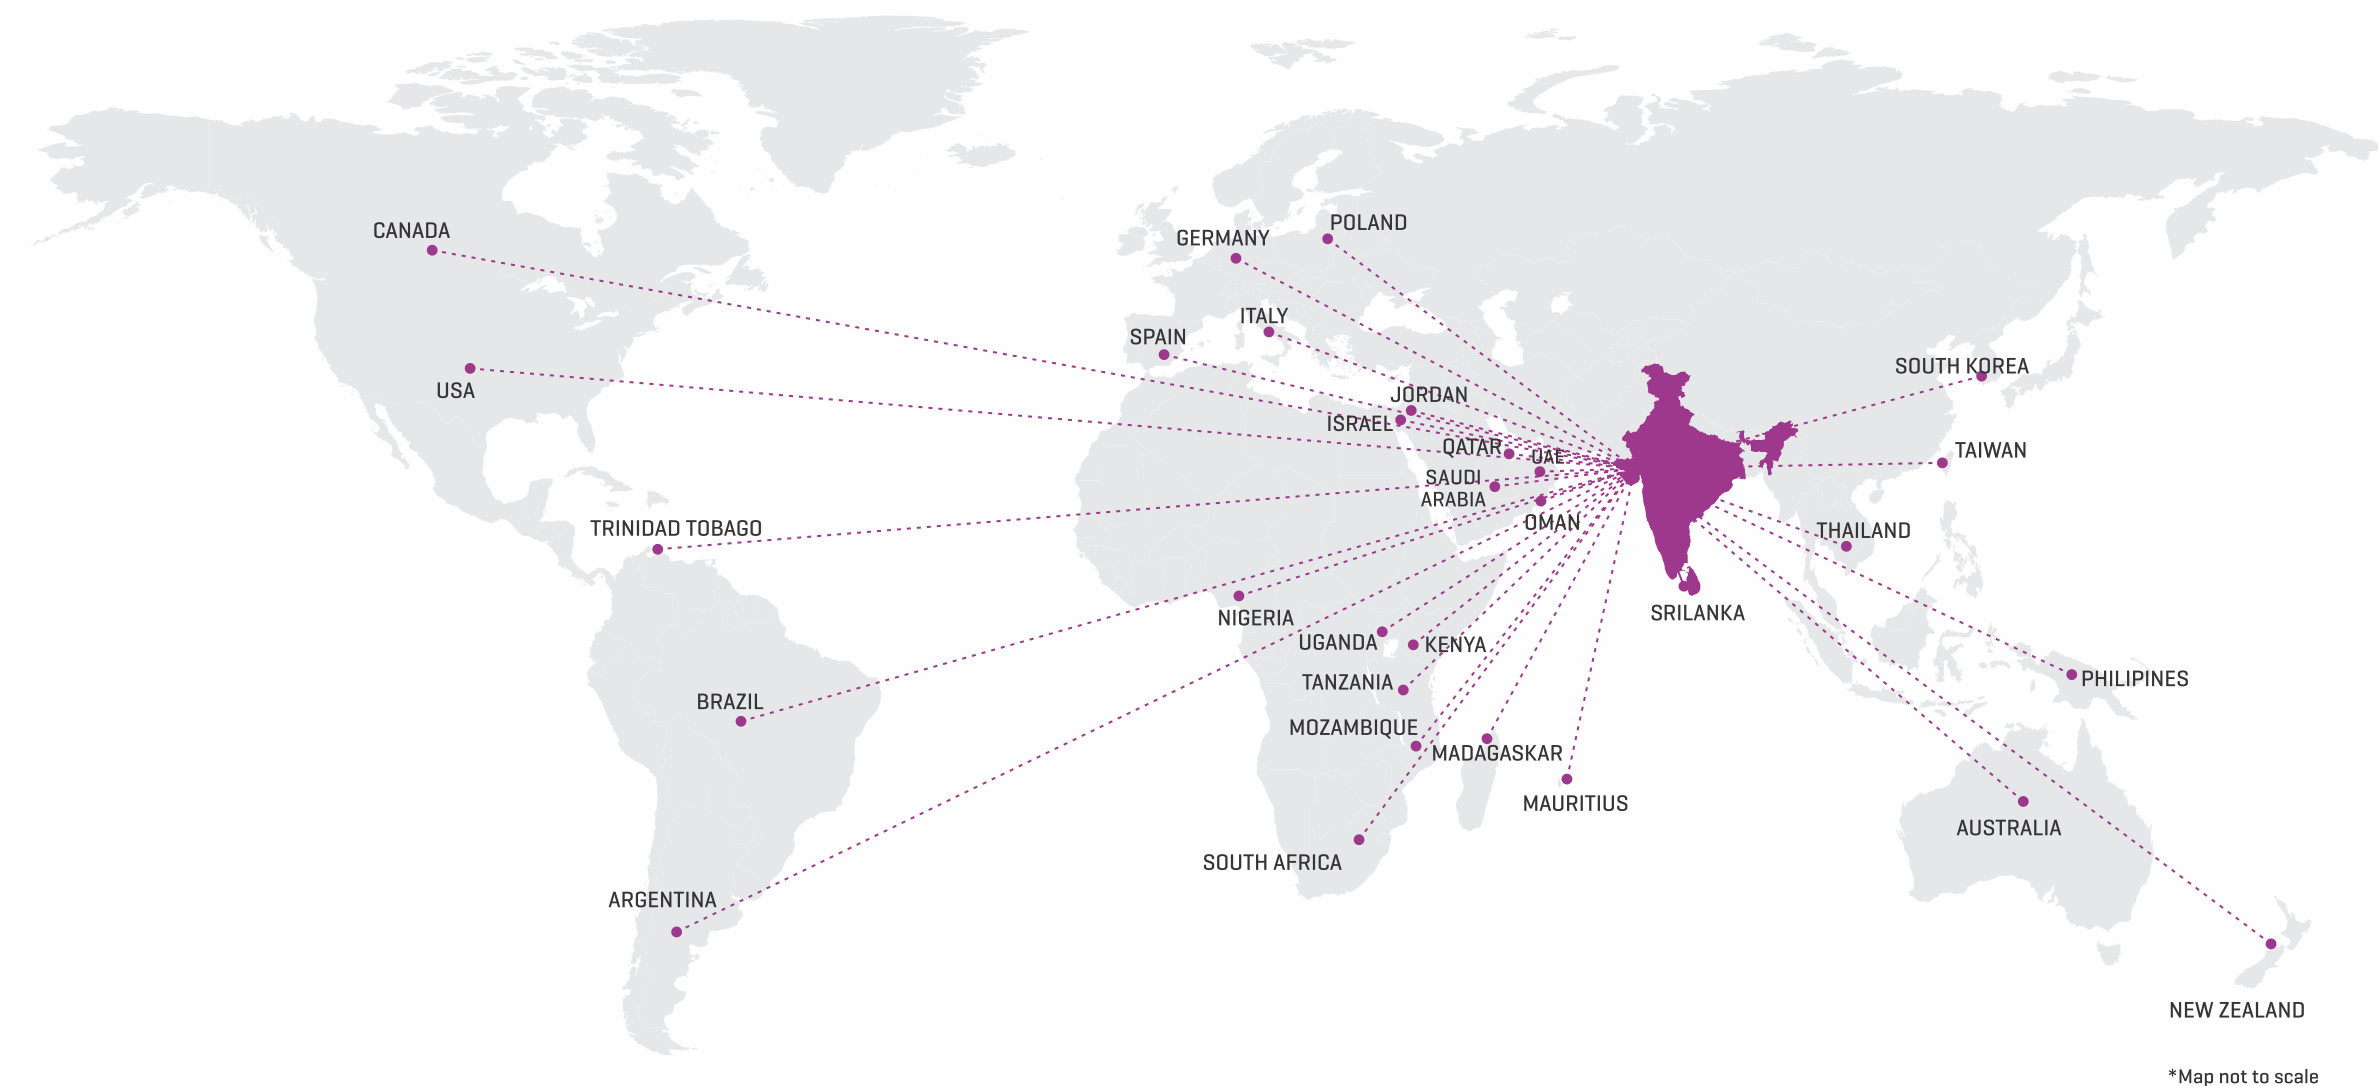 POLAND
CANADA
GERMANY
ITALY
SPAIN
SOUTH KOREA
USA
JORDAN
ISRAEL
QATAR
UAE
TAIWAN
SAUDI
ARABIA
OMAN
TRINIDAD TOBAGO
THAILAND
SRILANKA
NIGERIA
UGANDA
KENYA
PHILIPINES
TANZANIA
BRAZIL
MOZAMBIQUE
MADAGASKAR
MAURITIUS
AUSTRALIA
SOUTH AFRICA
ARGENTINA
NEW ZEALAND
*Map not to scale